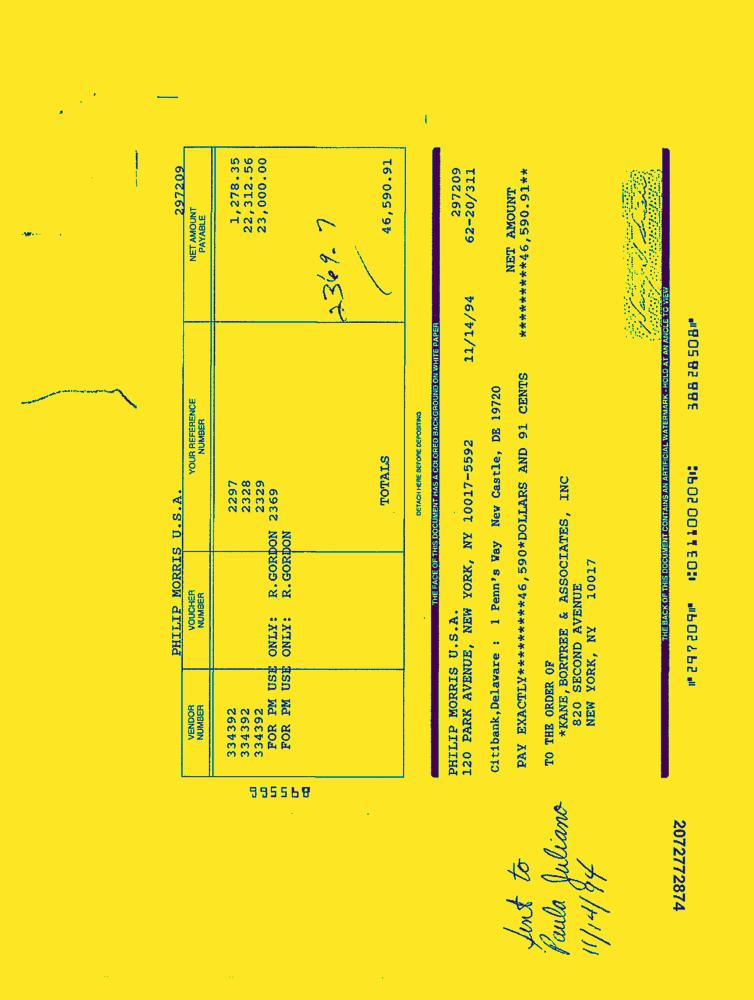 PHILIP MORRIS U.S.A. 297209
VENDOR NUMBER VOUCHER NUMBER YOUR REFERENCE NUMBER NET AMOUNT PAYABLE
334392 2297 1,278.35
334392 2328 22,312.56
334392 2329 23,000.00
FOR PM USE ONLY: R.GORDON 2369
FOR PM USE ONLY: R.GORDON
2369-7
TOTALS 46,590.91
DETACH HERE BEFORE DEPOSITING
THE FACE OF THIS DOCUMENT HAS A COLORED BACKGROUND ON WHITE PAPER
PHILIP MORRIS U.S.A. 297209
120 PARK AVENUE, NEW YORK, NY 10017-5592 11/14/94 62-20/311
Citibank,Delaware : 1 Penn's Way New Castle, DE 19720
NET AMOUNT
PAY EXACTLY*********46,590*DOLLARS AND 91 CENTS **********46,590.91**
TO THE ORDER OF
*KANE,BORTREE & ASSOCIATES, INC
820 SECOND AVENUE
NEW YORK, NY 10017
THE BACK OF THIS DOCUMENT CONTAINS AN ARTIFICIAL WATERMARK - HOLD AT AN ANGLE TO VIEW
⑈297209⑈ ⑆031100209⑆ 38828508⑈
sent to
Paula Juliano
11/14/94
2072772874